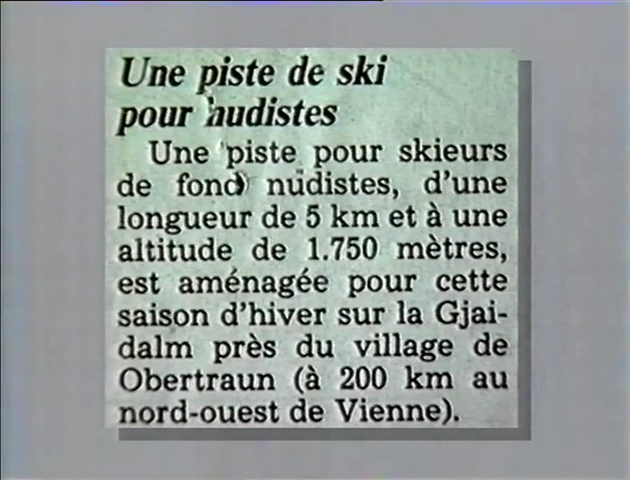 Une piste de ski
pour nudistes
Une piste pour skieurs
de fond nudistes, d'une
longueur de 5 km et à une
altitude de 1.750 mètres,
est aménagée pour cette
saison d'hiver sur la Gjai-
dalm près du village de
Obertraun (à 200 km au
nord-ouest de Vienne).